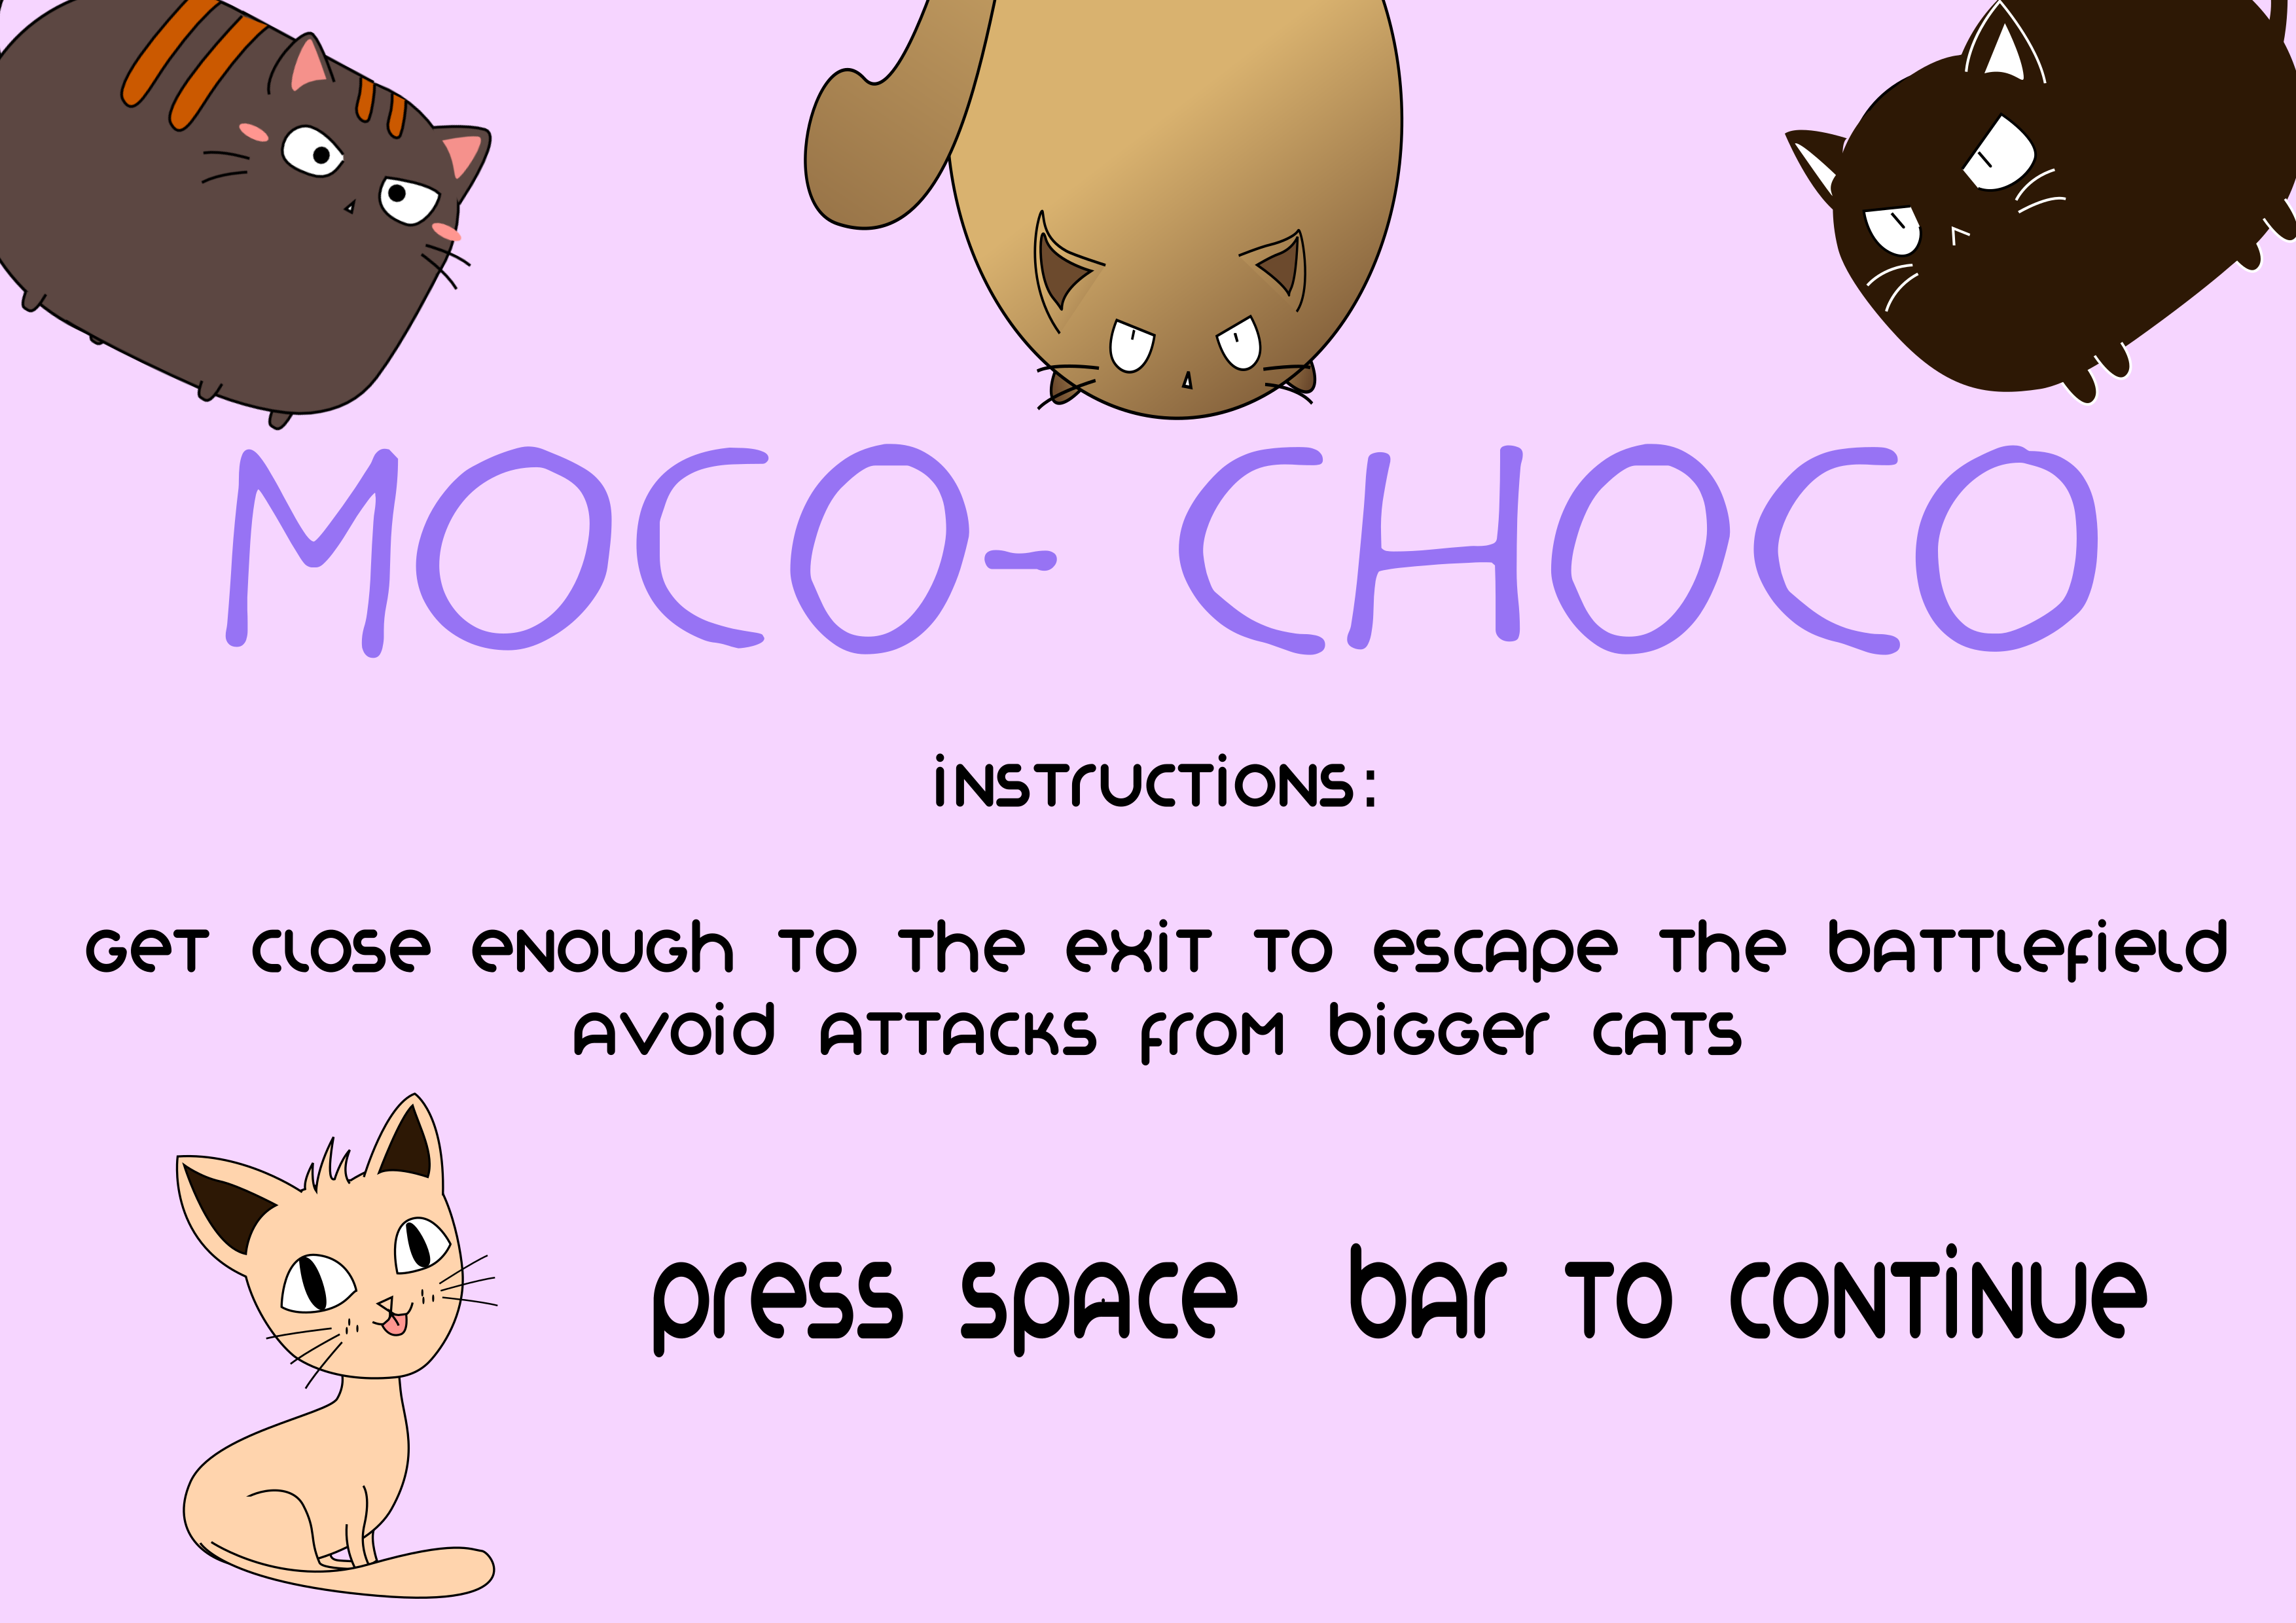 MOCO- CHOCO
iNSTrUCTiONS:
GeT close eNough To The exiT To escape The baTTlefield
avoid aTTacks from bigger caTs
press space bar To coNTiNue